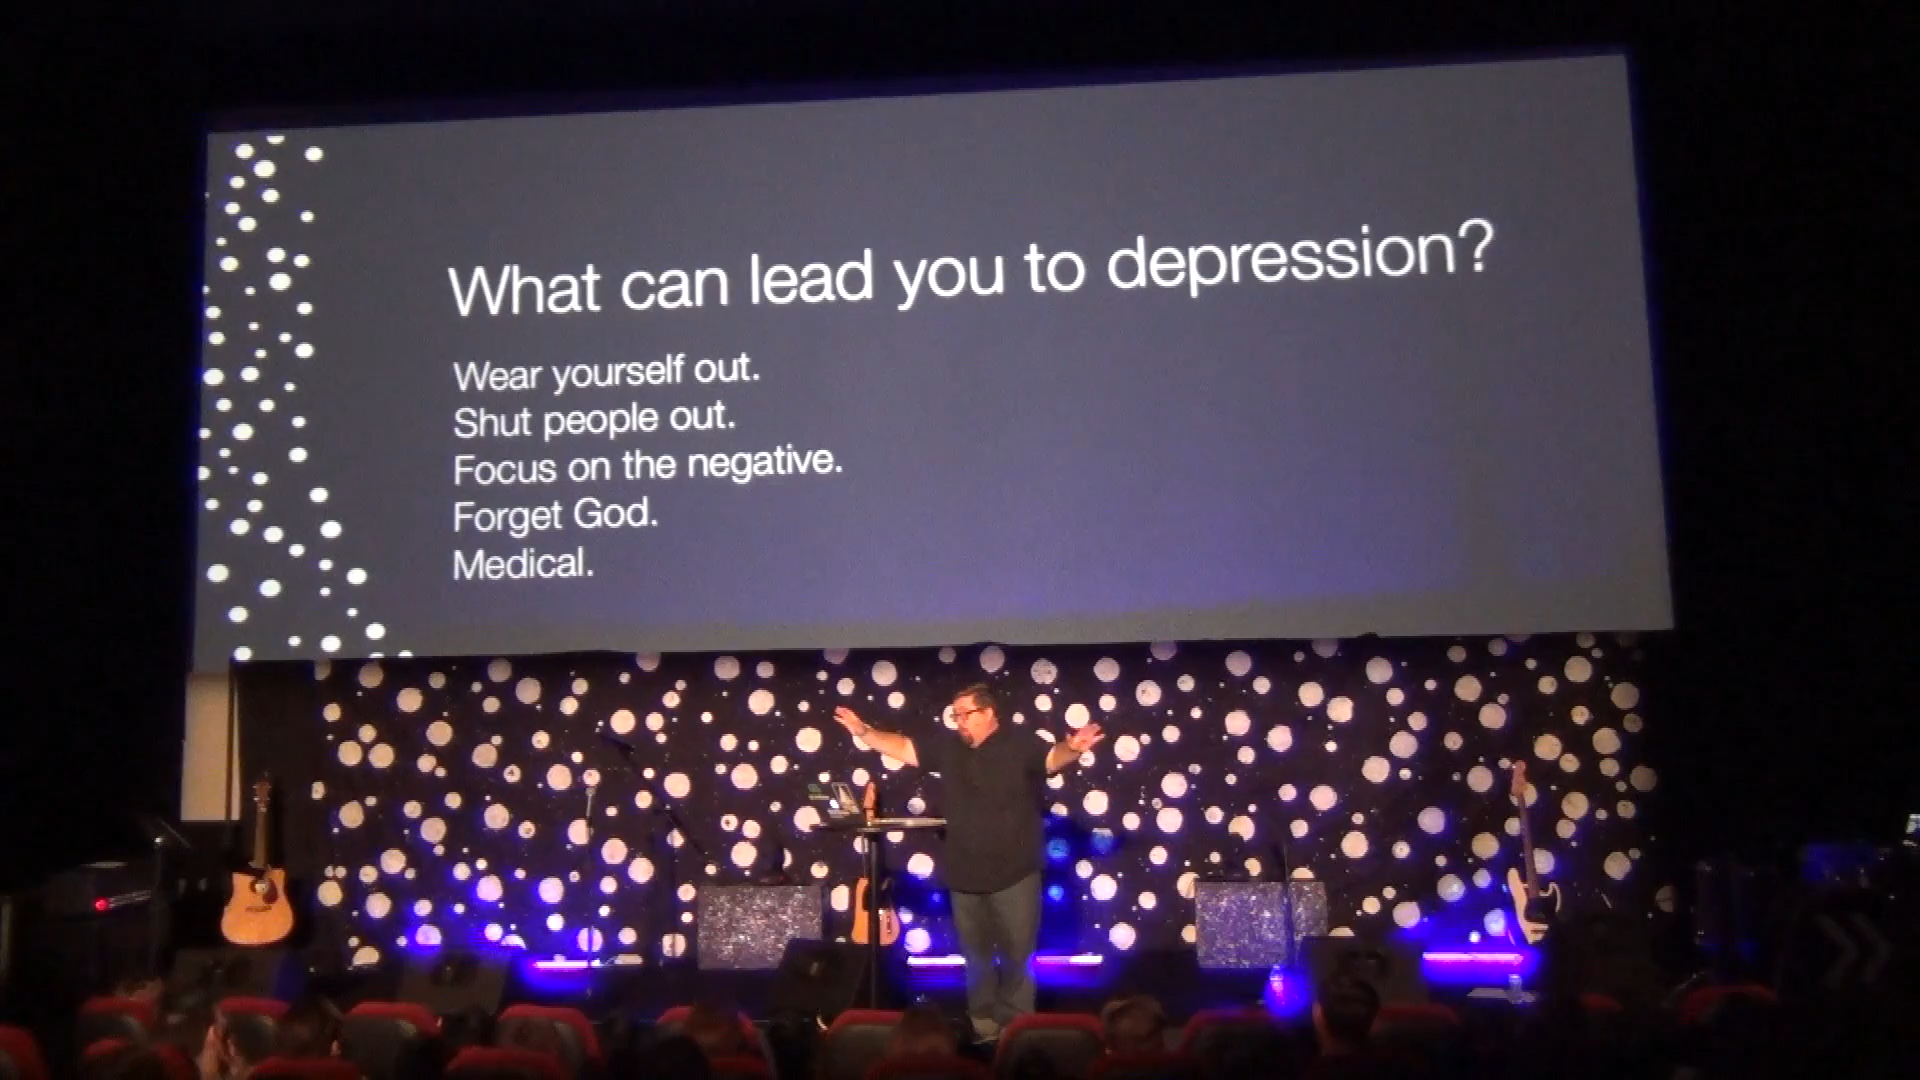 What can lead you to depression?
Wear yourself out.
Shut people out.
Focus on the negative.
Forget God.
Medical.